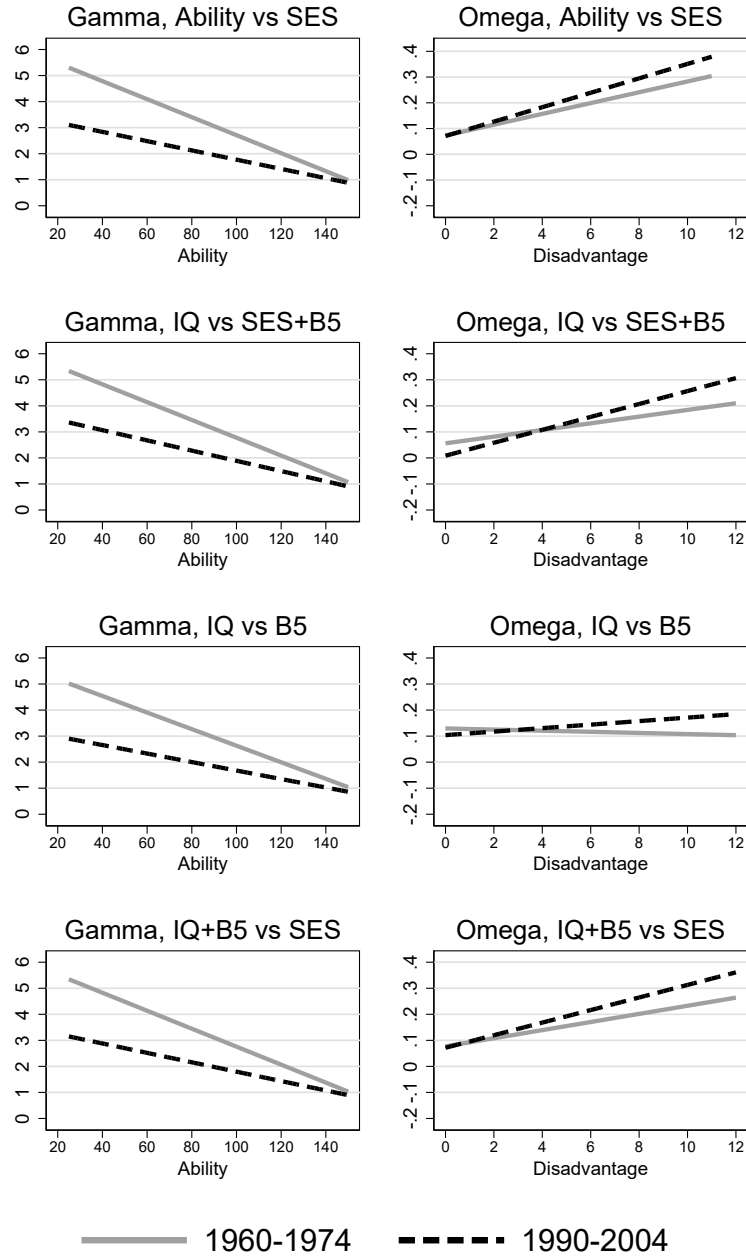 Gamma, Ability vs SES
6
5
4
3
2
1
0
20 40 60 80 100 120 140
Ability
Omega, Ability vs SES
.4
.3
.2
.1
0
-.1
-.2
0 2 4 6 8 10 12
Disadvantage
Gamma, IQ vs SES+B5
6
5
4
3
2
1
0
20 40 60 80 100 120 140
Ability
Omega, IQ vs SES+B5
.4
.3
.2
.1
0
-.1
-.2
0 2 4 6 8 10 12
Disadvantage
Gamma, IQ vs B5
6
5
4
3
2
1
0
20 40 60 80 100 120 140
Ability
Omega, IQ vs B5
.4
.3
.2
.1
0
-.1
-.2
0 2 4 6 8 10 12
Disadvantage
Gamma, IQ+B5 vs SES
6
5
4
3
2
1
0
20 40 60 80 100 120 140
Ability
Omega, IQ+B5 vs SES
.4
.3
.2
.1
0
-.1
-.2
0 2 4 6 8 10 12
Disadvantage
1960-1974 1990-2004